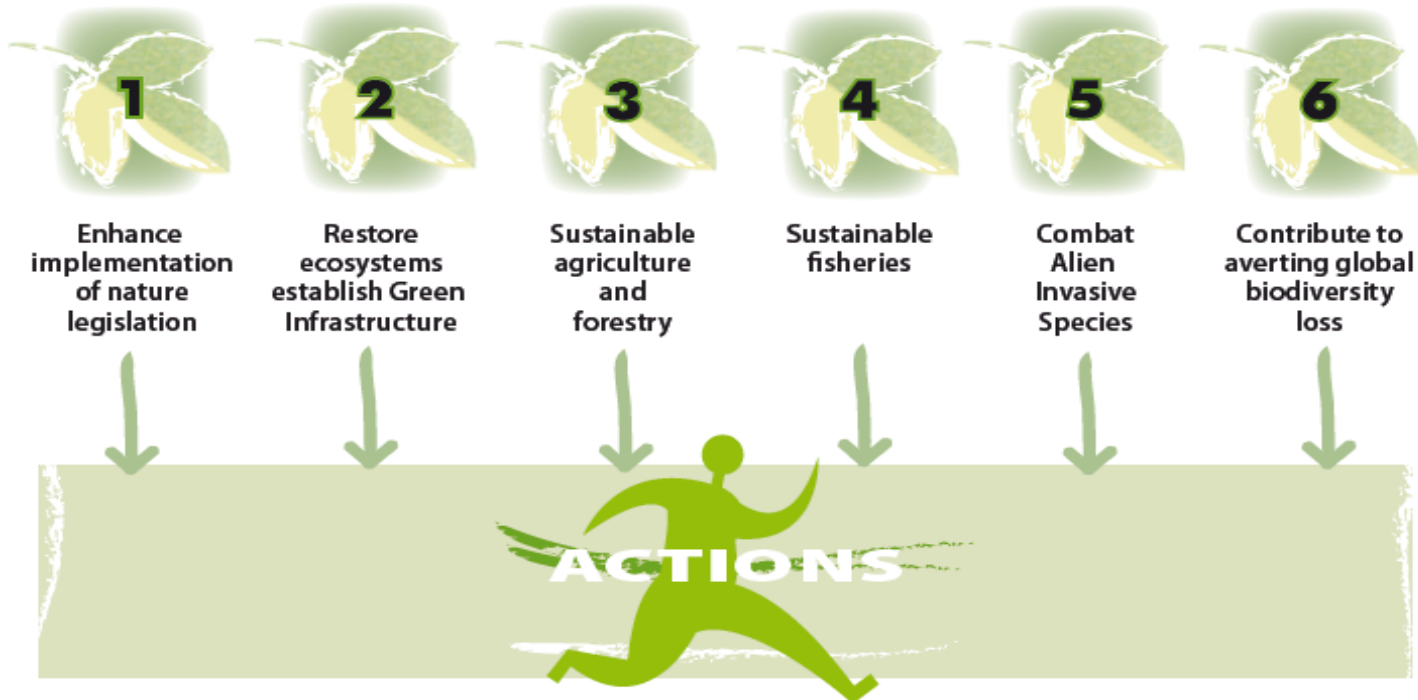 1
Enhance
implementation
of nature
legislation
2
Restore
ecosystems
establish Green
Infrastructure
3
Sustainable
agriculture
and
forestry
4
Sustainable
fisheries
5
Combat
Alien
Invasive
Species
6
Contribute to
averting global
biodiversity
loss
ACTIONS